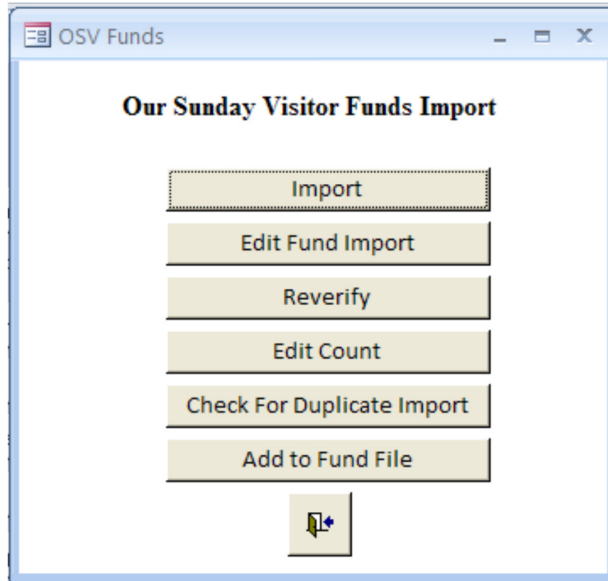 OSV Funds
Our Sunday Visitor Funds Import
Import
Edit Fund Import
Reverify
Edit Count
Check For Duplicate Import
Add to Fund File